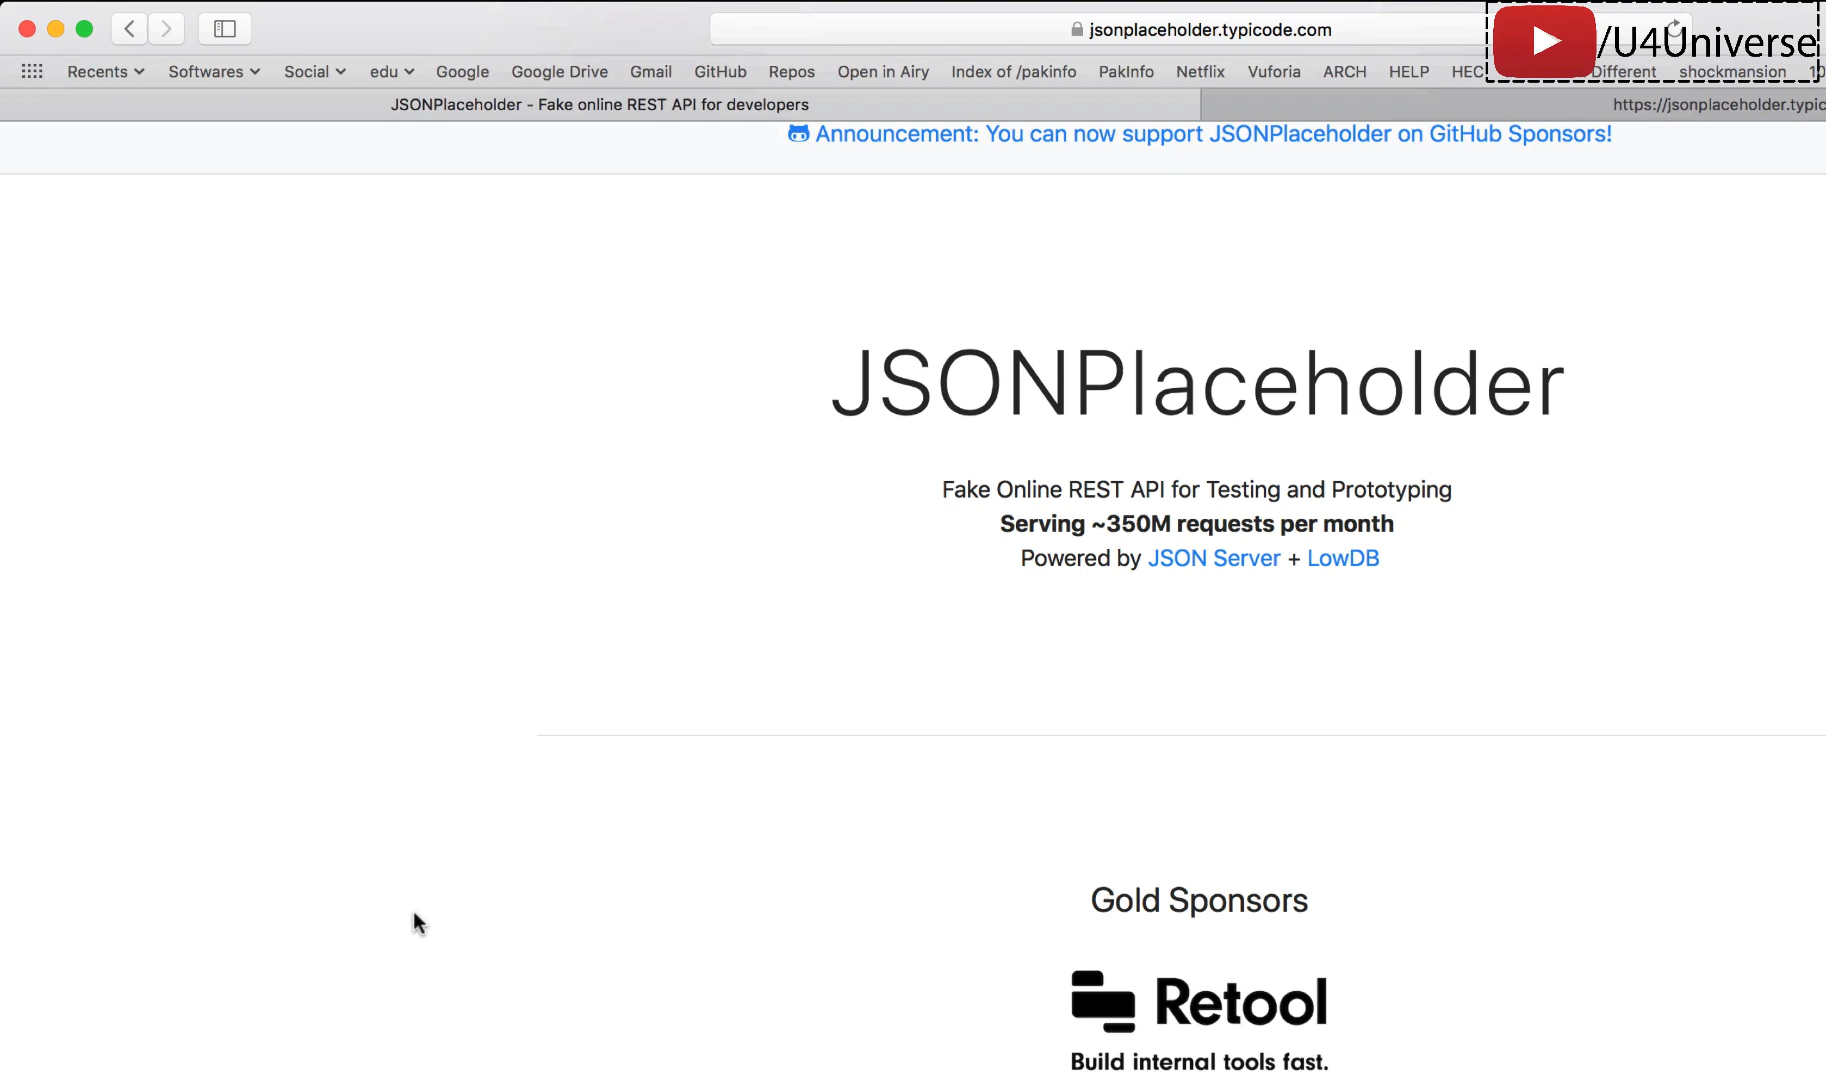 jsonplaceholder.typicode.com
/U4Universe
Recents Softwares Social edu Google Google Drive Gmail GitHub Repos Open in Airy Index of /pakinfo PakInfo Netflix Vuforia ARCH HELP HEC Different shockmansion 10
JSONPlaceholder - Fake online REST API for developers
https://jsonplaceholder.typic
Announcement: You can now support JSONPlaceholder on GitHub Sponsors!
JSONPlaceholder
Fake Online REST API for Testing and Prototyping
Serving ~350M requests per month
Powered by JSON Server + LowDB
Gold Sponsors
Retool
Build internal tools fast.